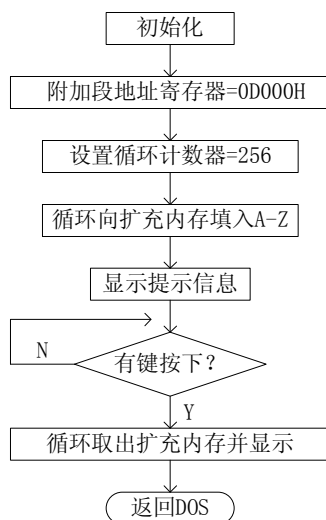 初始化
附加段地址寄存器=0D000H
设置循环计数器=256
循环向扩充内存填入A-Z
显示提示信息
N
有键按下？
Y
循环取出扩充内存并显示
返回DOS